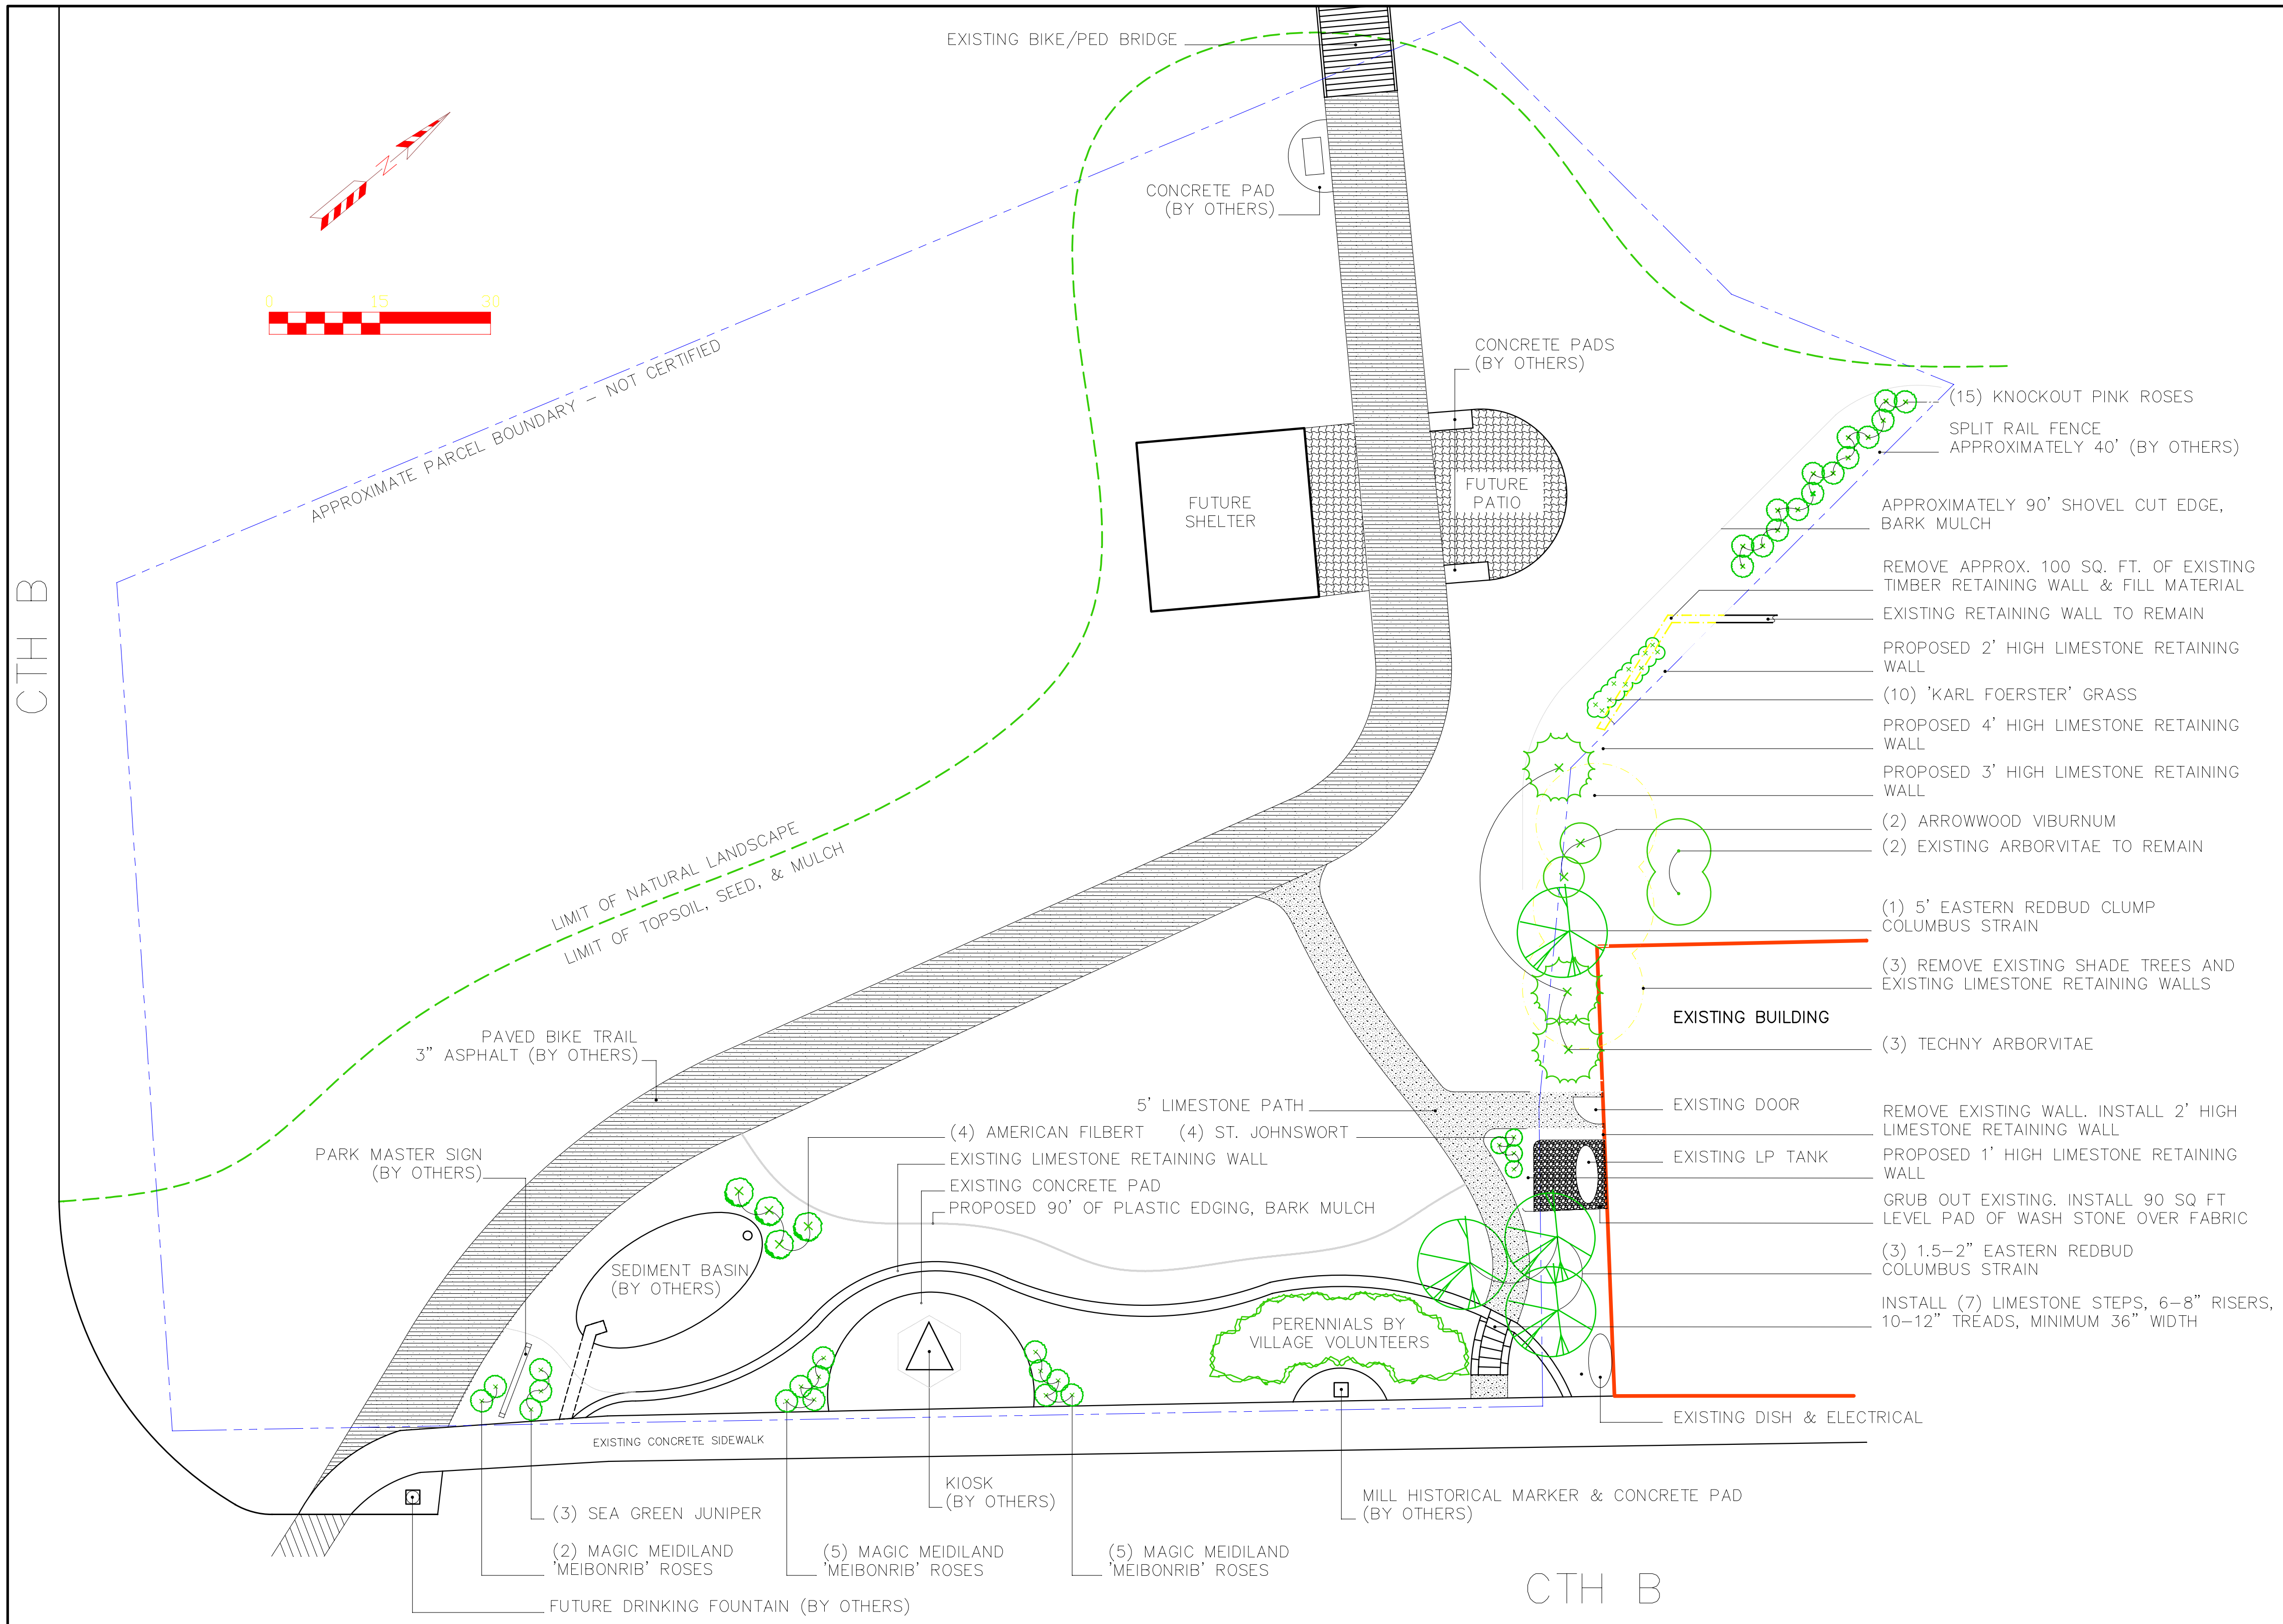 EXISTING BIKE/PED BRIDGE
N
CONCRETE PAD
(BY OTHERS)
0 15 30
CONCRETE PADS
(BY OTHERS)
APPROXIMATE PARCEL BOUNDARY - NOT CERTIFIED
(15) KNOCKOUT PINK ROSES
SPLIT RAIL FENCE
APPROXIMATELY 40' (BY OTHERS)
FUTURE
SHELTER
FUTURE
PATIO
APPROXIMATELY 90' SHOVEL CUT EDGE,
BARK MULCH
REMOVE APPROX. 100 SQ. FT. OF EXISTING
TIMBER RETAINING WALL & FILL MATERIAL
CTH B
EXISTING RETAINING WALL TO REMAIN
PROPOSED 2' HIGH LIMESTONE RETAINING
WALL
(10) 'KARL FOERSTER' GRASS
PROPOSED 4' HIGH LIMESTONE RETAINING
WALL
PROPOSED 3' HIGH LIMESTONE RETAINING
WALL
(2) ARROWWOOD VIBURNUM
(2) EXISTING ARBORVITAE TO REMAIN
LIMIT OF NATURAL LANDSCAPE
LIMIT OF TOPSOIL, SEED, & MULCH
(1) 5' EASTERN REDBUD CLUMP
COLUMBUS STRAIN
(3) REMOVE EXISTING SHADE TREES AND
EXISTING LIMESTONE RETAINING WALLS
EXISTING BUILDING
PAVED BIKE TRAIL
3" ASPHALT (BY OTHERS)
(3) TECHNY ARBORVITAE
5' LIMESTONE PATH
EXISTING DOOR
REMOVE EXISTING WALL. INSTALL 2' HIGH
LIMESTONE RETAINING WALL
(4) AMERICAN FILBERT
(4) ST. JOHNSWORT
PARK MASTER SIGN
(BY OTHERS)
EXISTING LIMESTONE RETAINING WALL
EXISTING LP TANK
PROPOSED 1' HIGH LIMESTONE RETAINING
WALL
EXISTING CONCRETE PAD
PROPOSED 90' OF PLASTIC EDGING, BARK MULCH
GRUB OUT EXISTING. INSTALL 90 SQ FT
LEVEL PAD OF WASH STONE OVER FABRIC
SEDIMENT BASIN
(BY OTHERS)
(3) 1.5-2" EASTERN REDBUD
COLUMBUS STRAIN
INSTALL (7) LIMESTONE STEPS, 6-8" RISERS,
10-12" TREADS, MINIMUM 36" WIDTH
PERENNIALS BY
VILLAGE VOLUNTEERS
EXISTING DISH & ELECTRICAL
EXISTING CONCRETE SIDEWALK
KIOSK
(BY OTHERS)
MILL HISTORICAL MARKER & CONCRETE PAD
(BY OTHERS)
(3) SEA GREEN JUNIPER
(2) MAGIC MEIDILAND
'MEIBONRIB' ROSES
(5) MAGIC MEIDILAND
'MEIBONRIB' ROSES
(5) MAGIC MEIDILAND
'MEIBONRIB' ROSES
FUTURE DRINKING FOUNTAIN (BY OTHERS)
CTH B